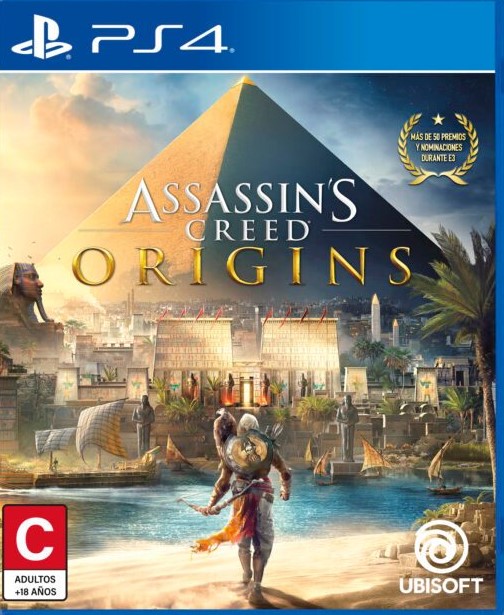 PS4
MÁS DE 50 PREMIOS
Y NOMINACIONES
DURANTE E3
ASSASSIN'S
CREED
ORIGINS
C
ADULTOS
+18 AÑOS
UBISOFT